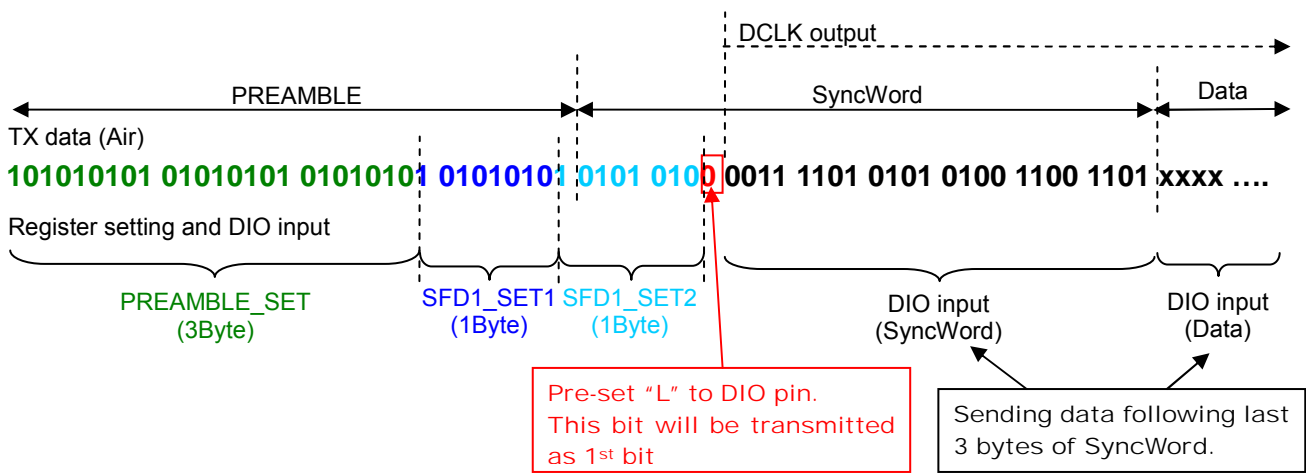 DCLK output
PREAMBLE
SyncWord
Data
TX data (Air)
101010101 01010101 010101011 010101011 0101 0100 0011 1101 0101 0100 1100 1101 xxxx ....
Register setting and DIO input
PREAMBLE_SET
(3Byte)
SFD1_SET1
(1Byte)
SFD1_SET2
(1Byte)
DIO input
(SyncWord)
DIO input
(Data)
Pre-set “L” to DIO pin.
This bit will be transmitted
as 1st bit
Sending data following last
3 bytes of SyncWord.